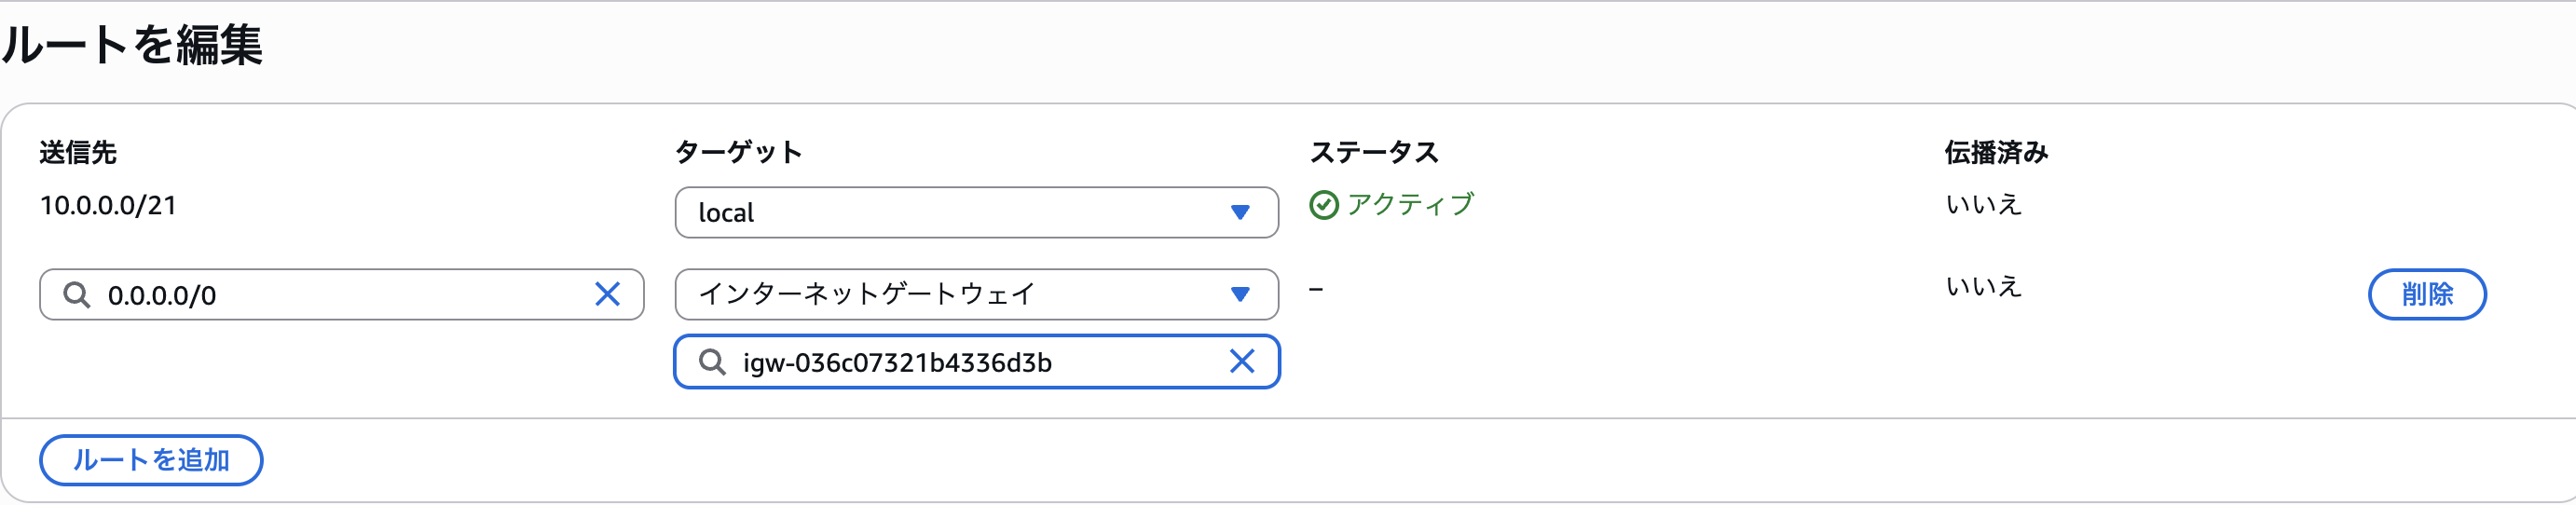 ルートを編集
送信先 ターゲット ステータス 伝播済み
10.0.0.0/21 local アクティブ いいえ
0.0.0.0/0 インターネットゲートウェイ – いいえ 削除
igw-036c07321b4336d3b
ルートを追加